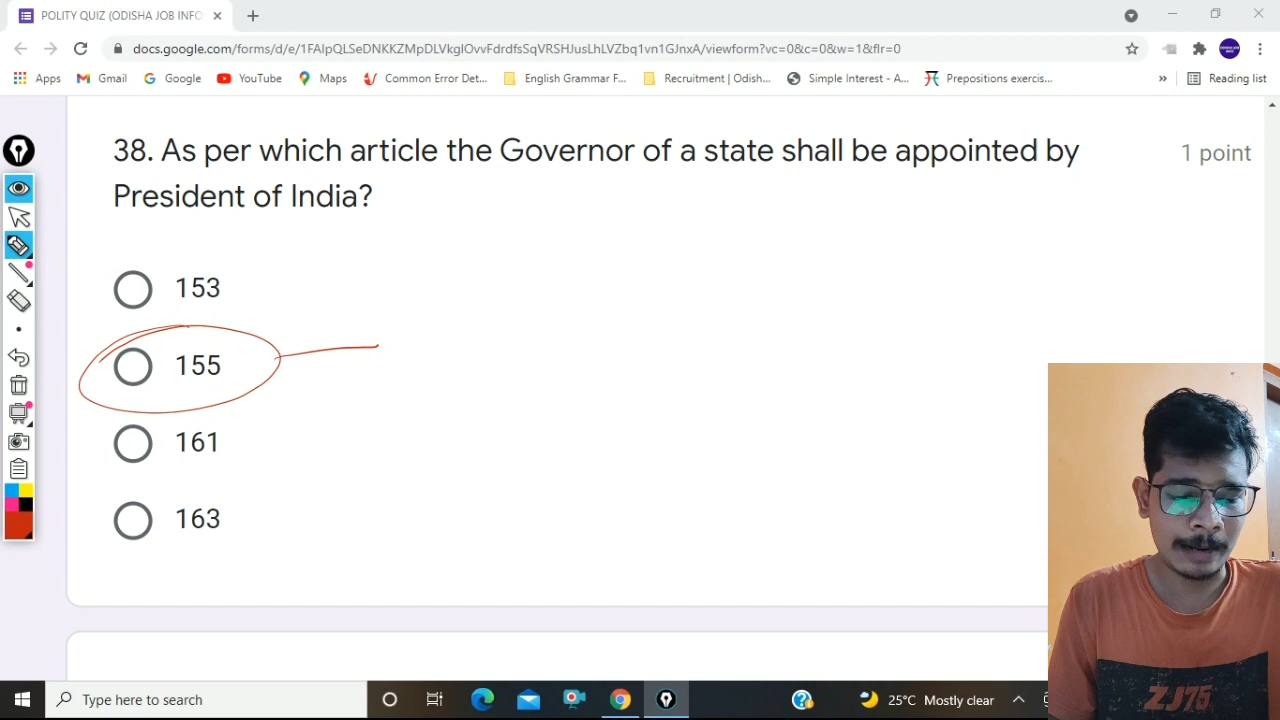 POLITY QUIZ (ODISHA JOB INFO
docs.google.com/forms/d/e/1FAIpQLSeDNKKZMpDLVkgIOvvFdrdfsSqVRSHJusLhLVZbq1vn1GJnxA/viewform?vc=0&c=0&w=1&flr=0
Apps Gmail Google YouTube Maps Common Error Det... English Grammar F... Recruitment | Odish... Simple Interest - A... Prepositions exercis... » Reading list
38. As per which article the Governor of a state shall be appointed by
President of India?
1 point
153
155
161
163
ZJ75
Type here to search
25°C Mostly clear